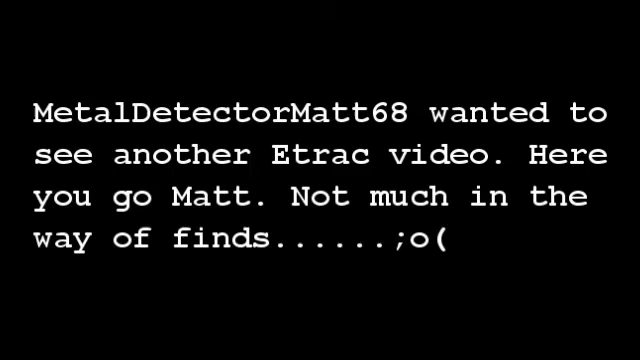 MetalDetectorMatt68 wanted to
see another Etrac video. Here
you go Matt. Not much in the
way of finds......;o(